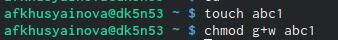 afkhusyainova@dk5n53 ~ $ touch abc1
afkhusyainova@dk5n53 ~ $ chmod g+w abc1